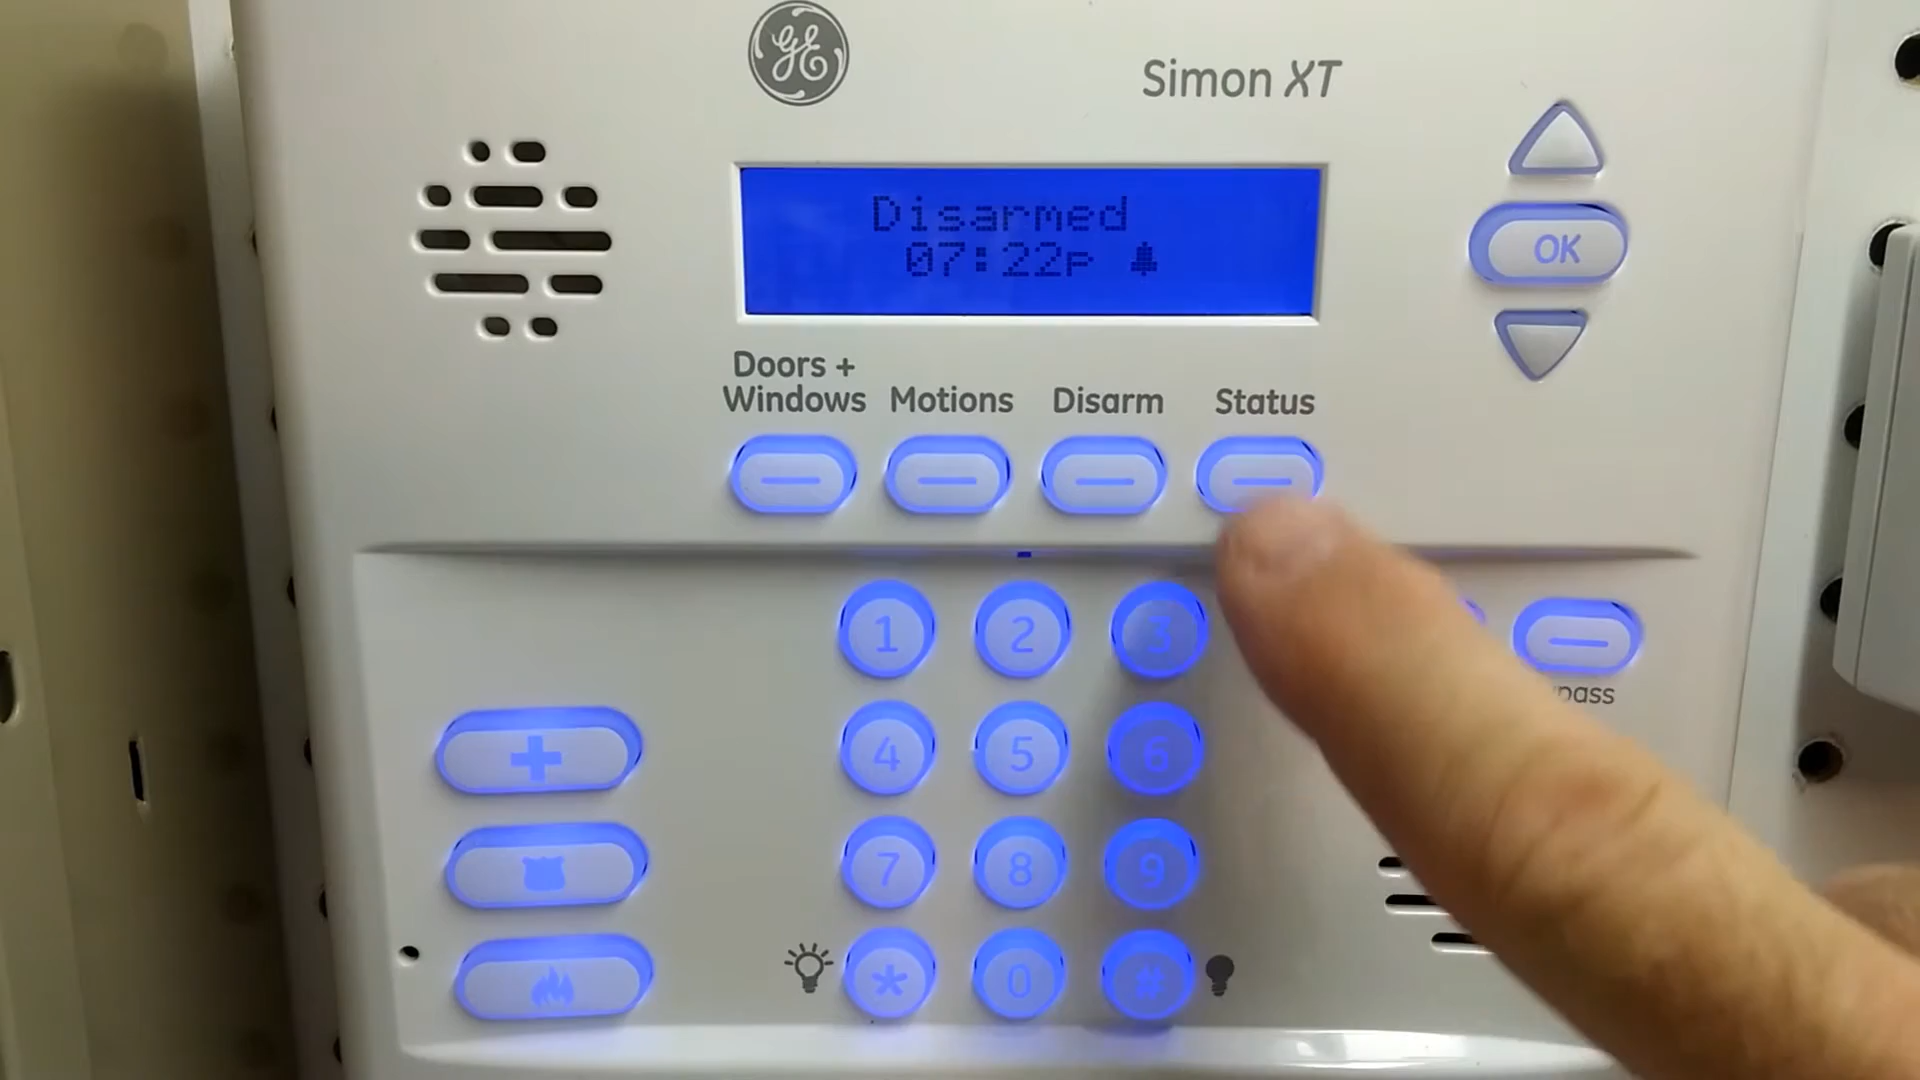 GE
Simon XT
Disarmed
07:22P
OK
Doors +
Windows
Motions
Disarm
Status
1 2 3
4 5 6
7 8 9
* 0 #